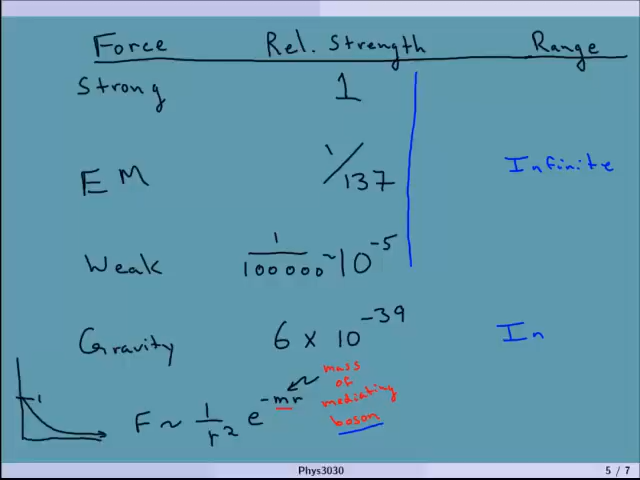 Force Rel. Strength Range
Strong 1
EM 1/137 Infinite
Weak 1/100000 ~ 10^-5
Gravity 6 x 10^-39 In
1 F ~ 1/r^2 e^-mr
mass
of
mediating
boson
Phys3030 5 / 7